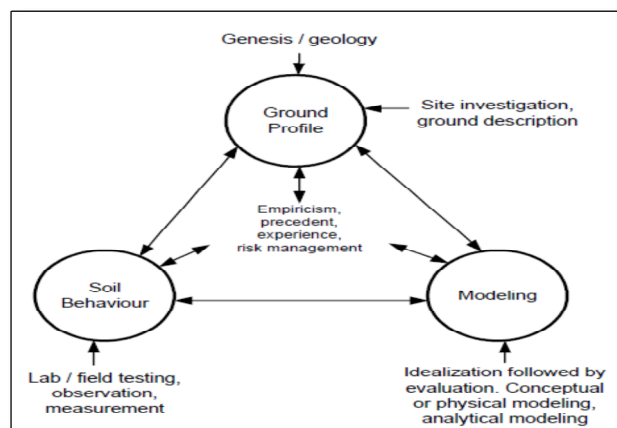 Genesis / geology
Ground
Profile
Site investigation,
ground description
Empiricism,
precedent,
experience,
risk management
Soil
Behaviour
Modeling
Lab / field testing,
observation,
measurement
Idealization followed by
evaluation. Conceptual
or physical modeling,
analytical modeling